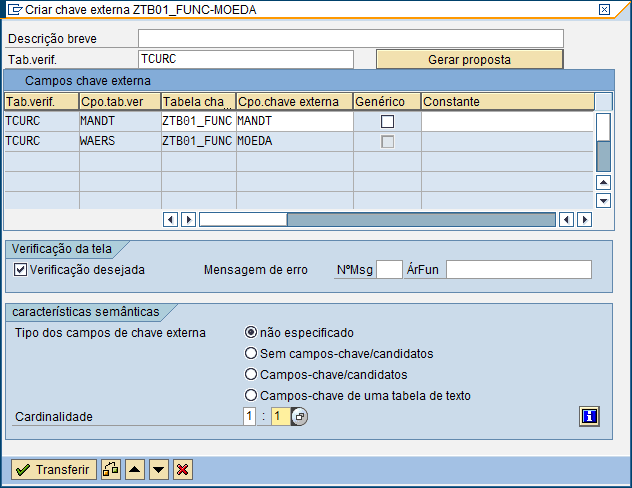 Criar chave externa ZTB01_FUNC-MOEDA
Descrição breve
Tab.verif. TCURC Gerar proposta
Campos chave externa
Tab.verif. Cpo.tab.ver Tabela cha... Cpo.chave externa Genérico Constante
TCURC MANDT ZTB01_FUNC MANDT
TCURC WAERS ZTB01_FUNC MOEDA
Verificação da tela
Verificação desejada Mensagem de erro NºMsg ÁrFun
características semânticas
Tipo dos campos de chave externa não especificado
Sem campos-chave/candidatos
Campos-chave/candidatos
Campos-chave de uma tabela de texto
Cardinalidade 1 : 1
Transferir